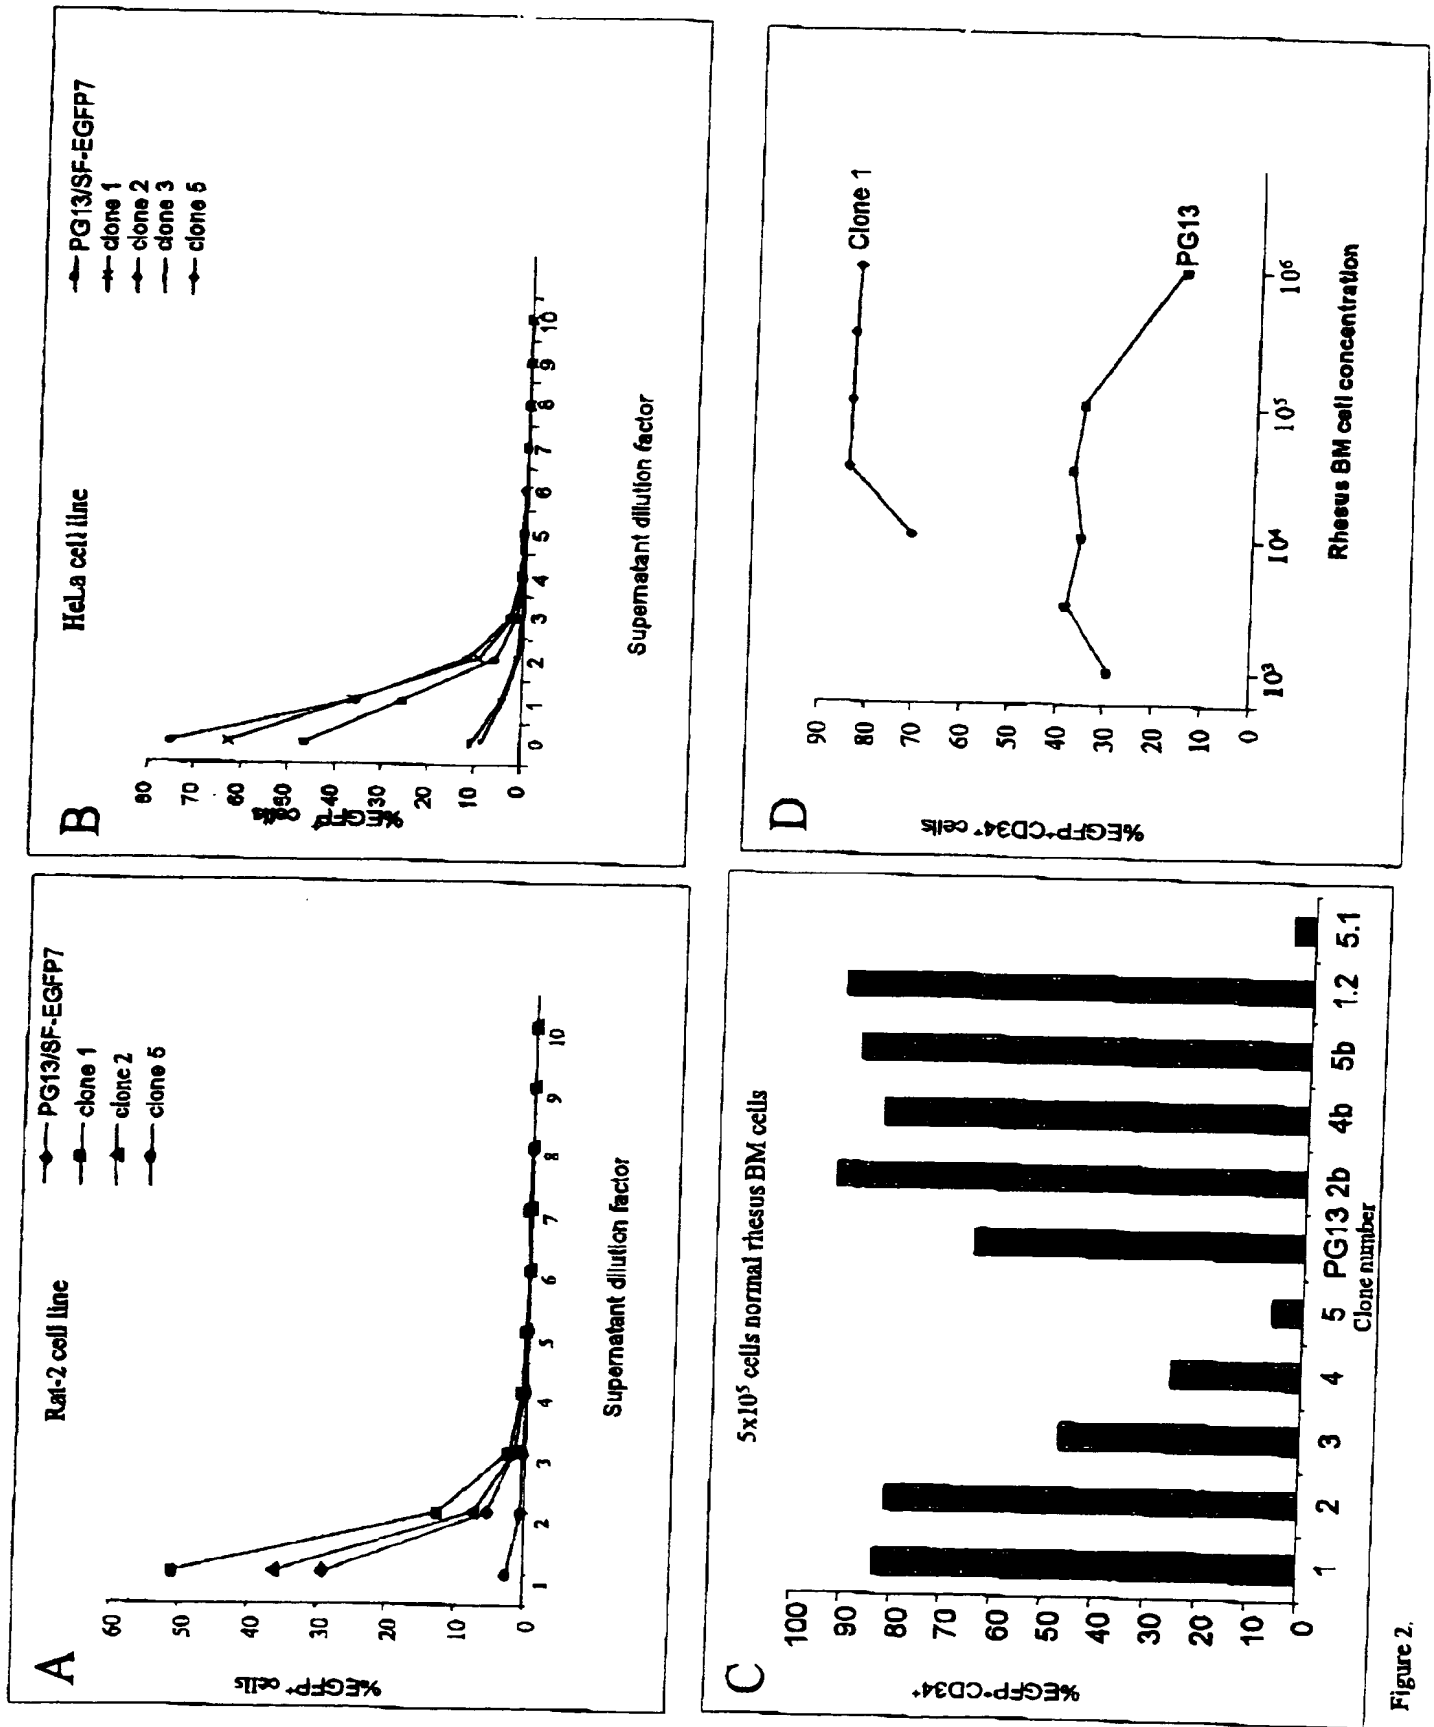 A
Rat-2 cell line
PG13/SF-EGFP7
clone 1
clone 2
clone 5
%EGFP+ cells
60
50
40
30
20
10
0
1 2 3 4 5 6 7 8 9 10
Supernatant dilution factor
B
HeLa cell line
PG13/SF-EGFP7
clone 1
clone 2
clone 3
clone 5
%EGFP+ cells
80
70
60
50
40
30
20
10
0
0 1 2 3 4 5 6 7 8 9 10
Supernatant dilution factor
C
5x10⁵ cells normal rhesus BM cells
%EGFP+CD34+
100
90
80
70
60
50
40
30
20
10
0
1 2 3 4 5 PG13 2b 4b 5b 1.2 5.1
Clone number
D
%EGFP+CD34+ cells
90
80
70
60
50
40
30
20
10
0
Clone 1
PG13
10³ 10⁴ 10⁵ 10⁶
Rhesus BM cell concentration
Figure 2.